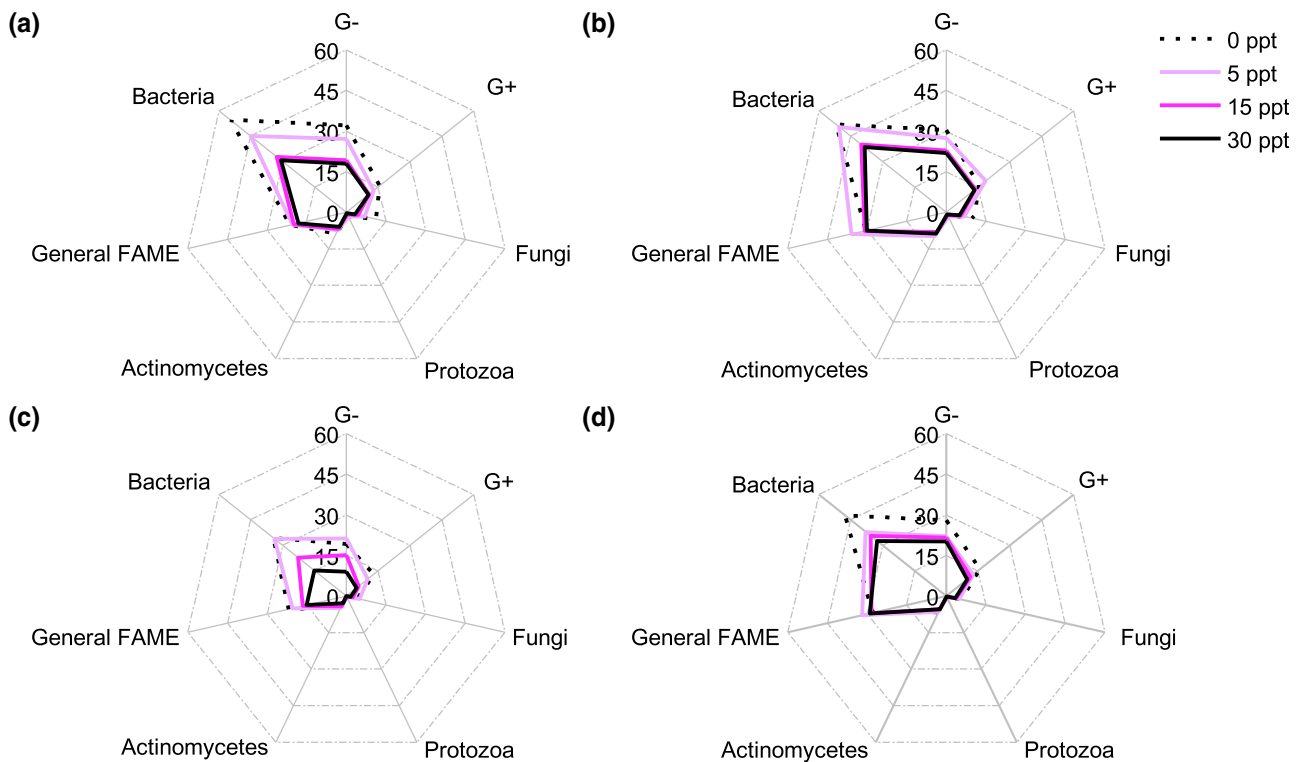 (a)
G-
60
45
30
15
0
G+
Bacteria
General FAME
Fungi
Actinomycetes
Protozoa
(b)
G-
60
45
30
15
0
G+
Bacteria
General FAME
Fungi
Actinomycetes
Protozoa
0 ppt
5 ppt
15 ppt
30 ppt
(c)
G-
60
45
30
15
0
G+
Bacteria
General FAME
Fungi
Actinomycetes
Protozoa
(d)
G-
60
45
30
15
0
G+
Bacteria
General FAME
Fungi
Actinomycetes
Protozoa